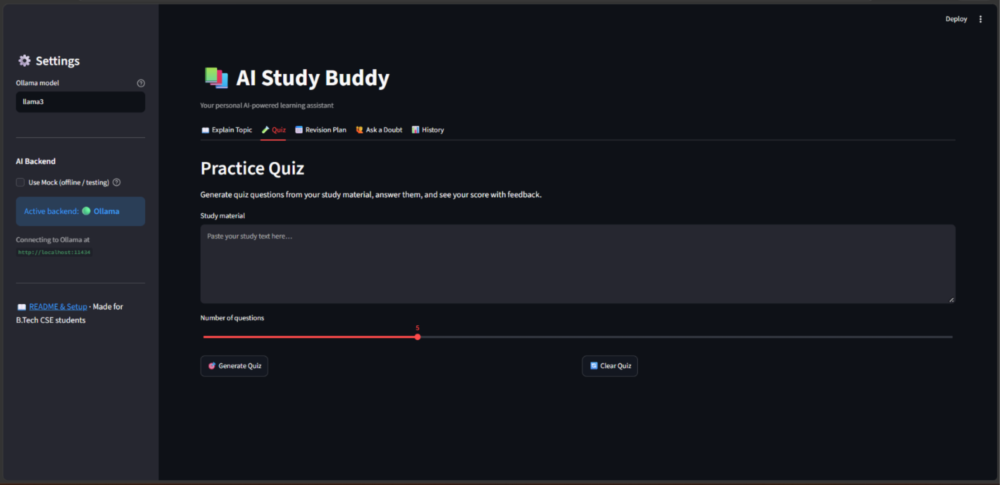 Deploy
Settings
Ollama model
llama3
AI Backend
Use Mock (offline / testing)
Active backend: Ollama
Connecting to Ollama at
http://localhost:11434
README & Setup · Made for
B.Tech CSE students
AI Study Buddy
Your personal AI-powered learning assistant
Explain Topic Quiz Revision Plan Ask a Doubt History
Practice Quiz
Generate quiz questions from your study material, answer them, and see your score with feedback.
Study material
Paste your study text here...
Number of questions
5
Generate Quiz Clear Quiz